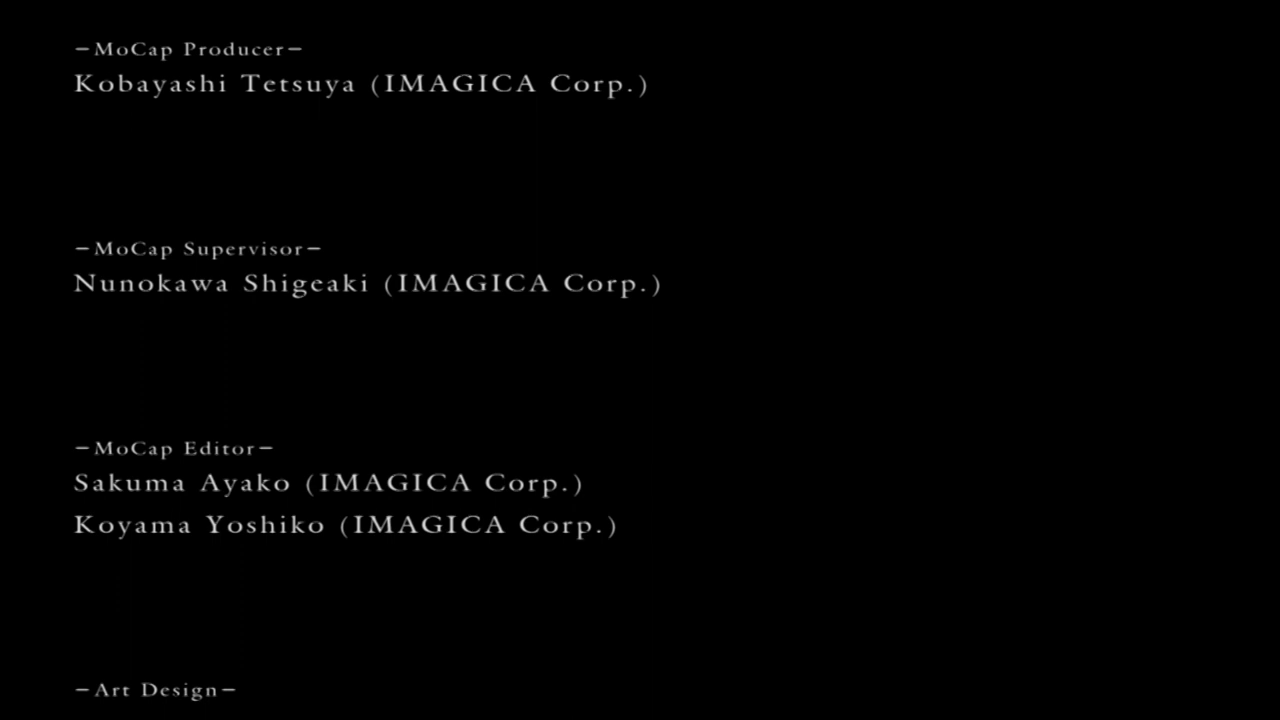 −MoCap Producer−
Kobayashi Tetsuya (IMAGICA Corp.)
−MoCap Supervisor−
Nunokawa Shigeaki (IMAGICA Corp.)
−MoCap Editor−
Sakuma Ayako (IMAGICA Corp.)
Koyama Yoshiko (IMAGICA Corp.)
−Art Design−